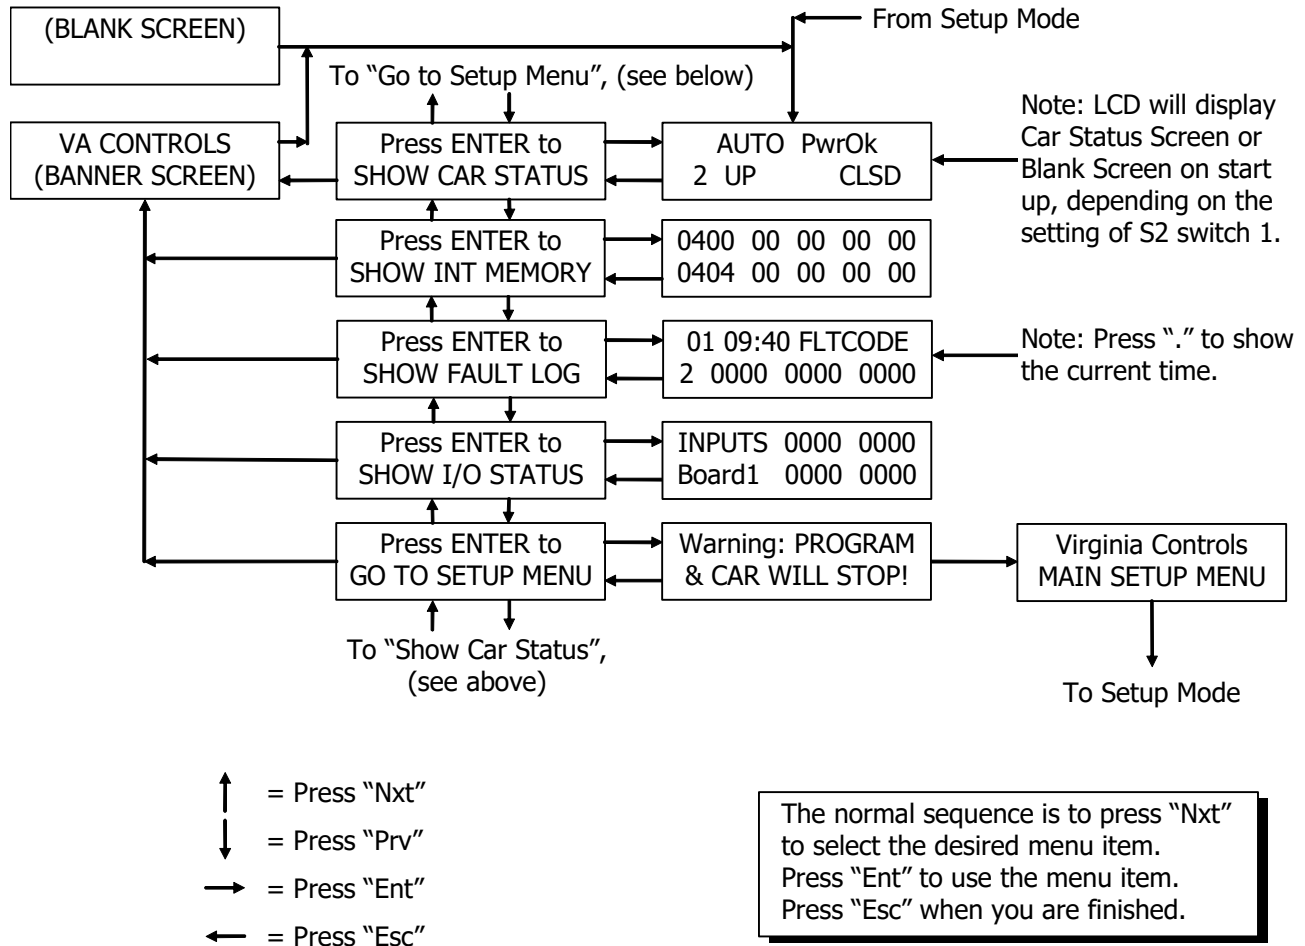 (BLANK SCREEN)
From Setup Mode
To “Go to Setup Menu”, (see below)
VA CONTROLS
(BANNER SCREEN)
Press ENTER to
SHOW CAR STATUS
AUTO PwrOk
2 UP CLSD
Note: LCD will display
Car Status Screen or
Blank Screen on start
up, depending on the
setting of S2 switch 1.
Press ENTER to
SHOW INT MEMORY
0400 00 00 00 00
0404 00 00 00 00
Press ENTER to
SHOW FAULT LOG
01 09:40 FLTCODE
2 0000 0000 0000
Note: Press “.” to show
the current time.
Press ENTER to
SHOW I/O STATUS
INPUTS 0000 0000
Board1 0000 0000
Press ENTER to
GO TO SETUP MENU
Warning: PROGRAM
& CAR WILL STOP!
Virginia Controls
MAIN SETUP MENU
To “Show Car Status”,
(see above)
To Setup Mode
= Press “Nxt”
= Press “Prv”
= Press “Ent”
= Press “Esc”
The normal sequence is to press “Nxt”
to select the desired menu item.
Press “Ent” to use the menu item.
Press “Esc” when you are finished.